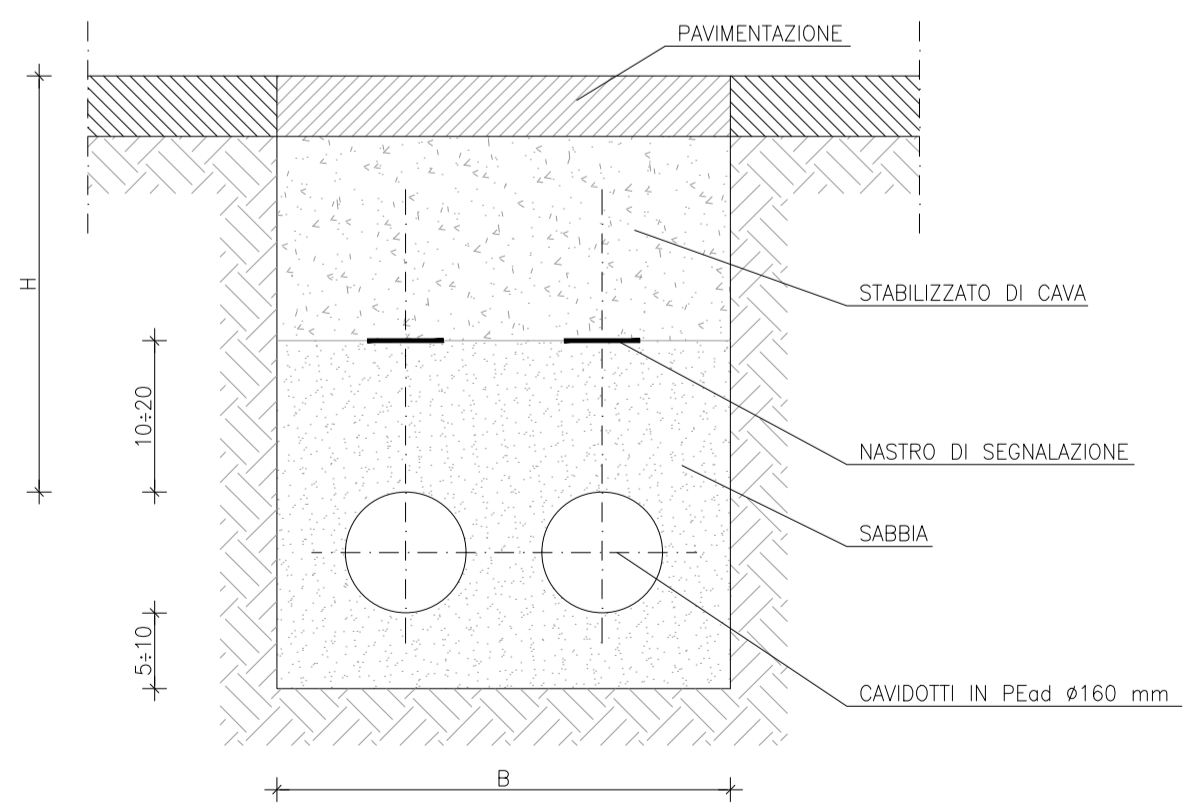 PAVIMENTAZIONE
H
STABILIZZATO DI CAVA
10÷20
NASTRO DI SEGNALAZIONE
SABBIA
5÷10
CAVIDOTTI IN PEad ø160 mm
B